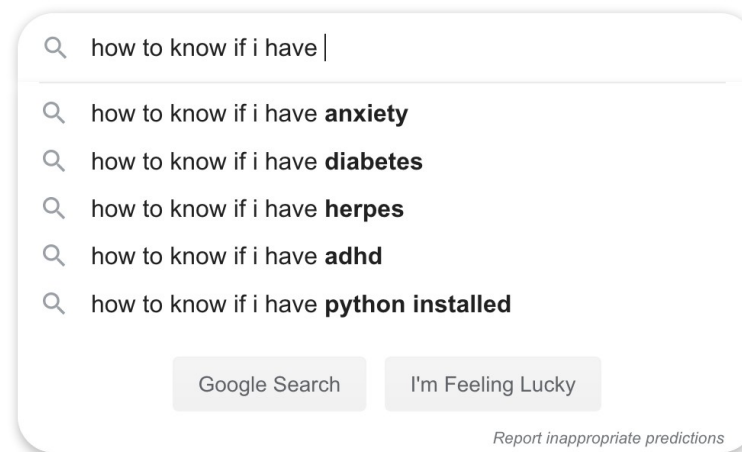 how to know if i have
how to know if i have anxiety
how to know if i have diabetes
how to know if i have herpes
how to know if i have adhd
how to know if i have python installed
Google Search I'm Feeling Lucky
Report inappropriate predictions